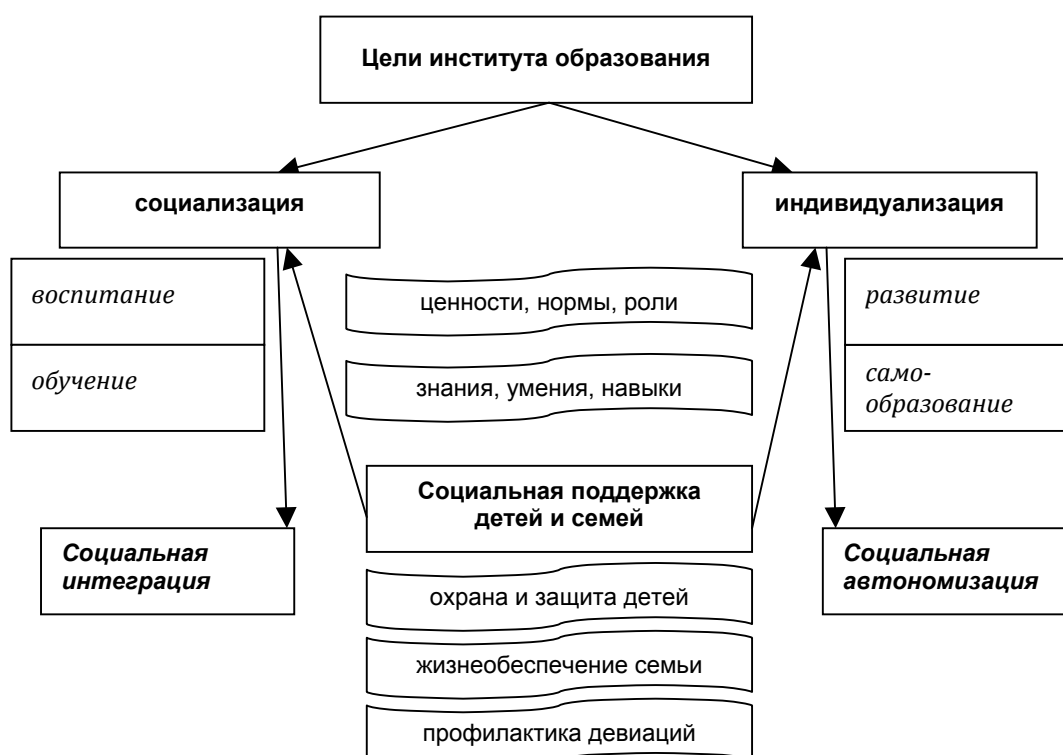 Цели института образования
социализация
индивидуализация
воспитание
ценности, нормы, роли
развитие
обучение
знания, умения, навыки
само-
образование
Социальная поддержка
детей и семей
Социальная
интеграция
Социальная
автономизация
охрана и защита детей
жизнеобеспечение семьи
профилактика девиаций